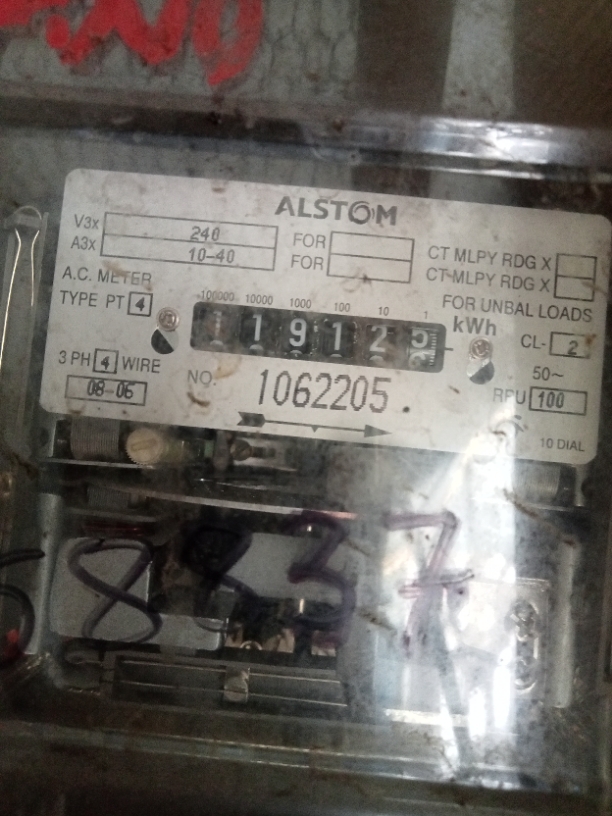 ALSTOM
V3x 240 FOR
A3x 10-40 FOR
CT MLPY RDG X
CT MLPY RDG X
A.C. METER
TYPE PT 4
FOR UNBAL LOADS
100000 10000 1000 100 10 1
1 9 1 2
kWh
CL- 2
3 PH 4 WIRE
08-06
NO. 1062205
50~
RPU 100
10 DIAL
8837